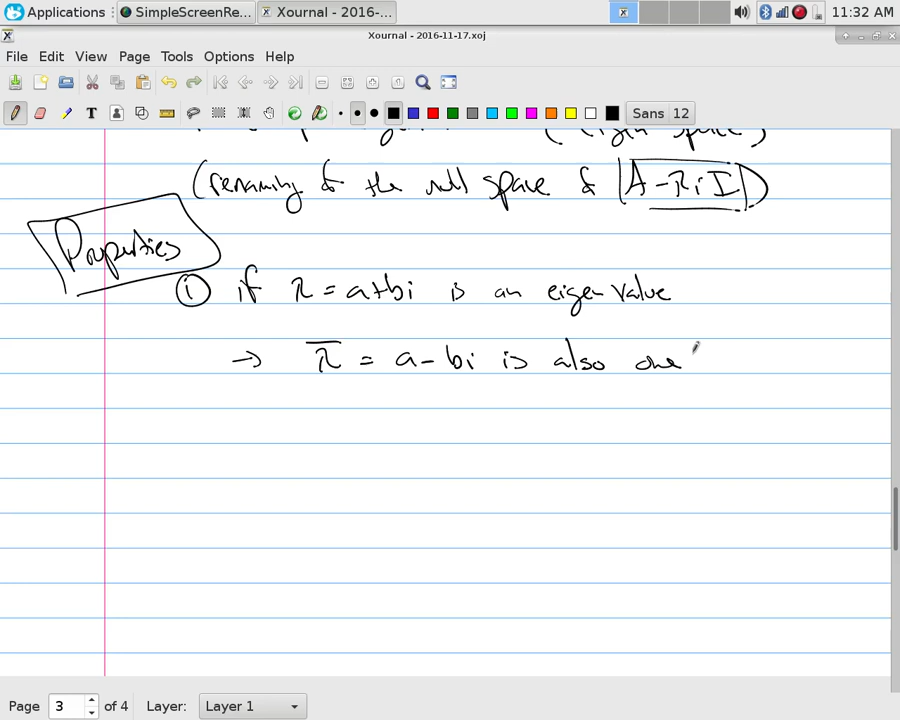 Applications SimpleScreenRe... Xournal - 2016-... 11:32 AM
Xournal - 2016-11-17.xoj
File Edit View Page Tools Options Help
T Sans 12
(renaming of the null space of |A-λiI|)
Properties
① if λ = a+bi is an eigenvalue
→ λ̅ = a-bi is also one
Page 3 of 4 Layer: Layer 1